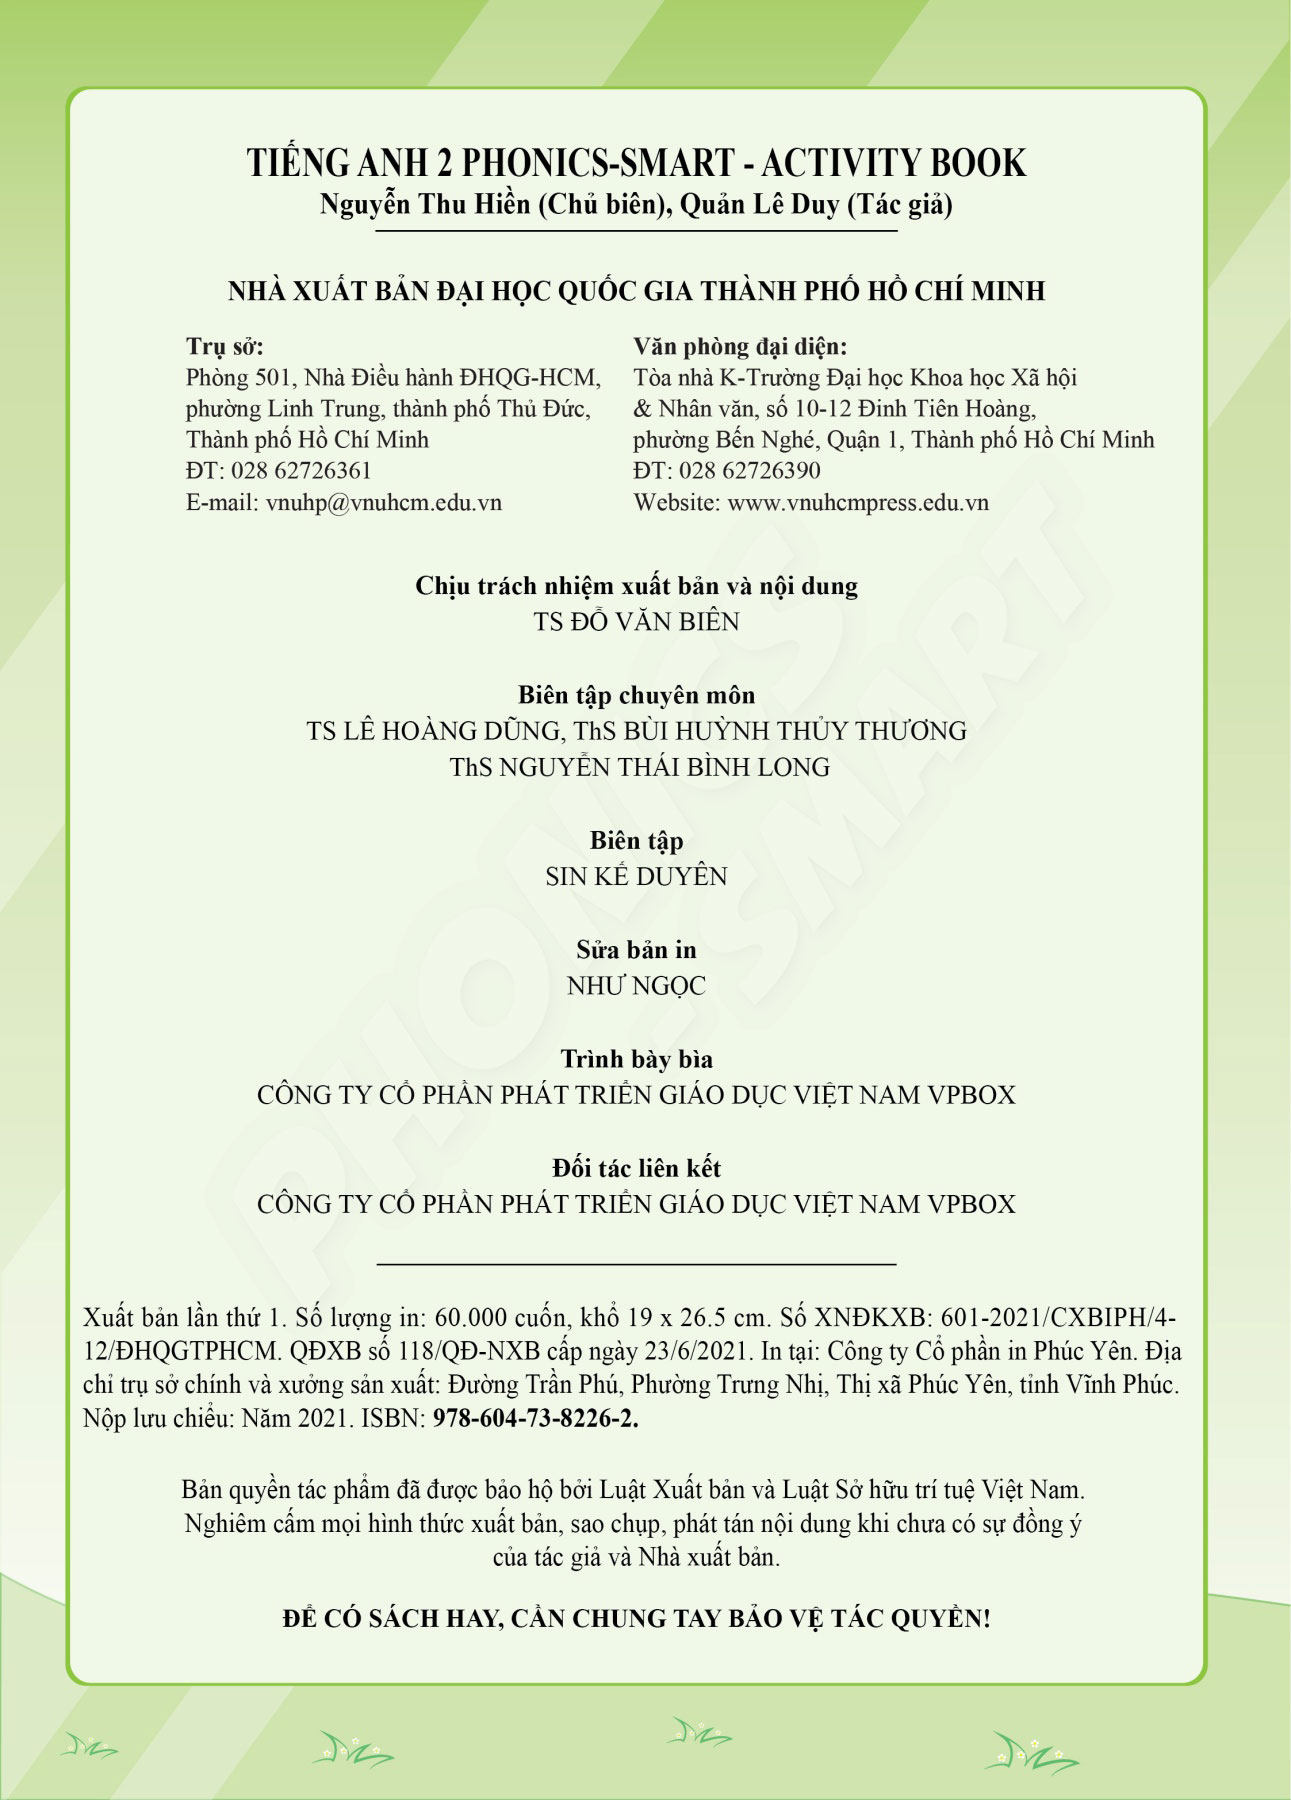 TIẾNG ANH 2 PHONICS-SMART - ACTIVITY BOOK
Nguyễn Thu Hiền (Chủ biên), Quản Lê Duy (Tác giả)
NHÀ XUẤT BẢN ĐẠI HỌC QUỐC GIA THÀNH PHỐ HỒ CHÍ MINH
Trụ sở:
Phòng 501, Nhà Điều hành ĐHQG-HCM,
phường Linh Trung, thành phố Thủ Đức,
Thành phố Hồ Chí Minh
ĐT: 028 62726361
E-mail: vnuhp@vnuhcm.edu.vn
Văn phòng đại diện:
Tòa nhà K-Trường Đại học Khoa học Xã hội
& Nhân văn, số 10-12 Đinh Tiên Hoàng,
phường Bến Nghé, Quận 1, Thành phố Hồ Chí Minh
ĐT: 028 62726390
Website: www.vnuhcmpress.edu.vn
Chịu trách nhiệm xuất bản và nội dung
TS ĐỖ VĂN BIÊN
Biên tập chuyên môn
TS LÊ HOÀNG DŨNG, ThS BÙI HUỲNH THỦY THƯƠNG
ThS NGUYỄN THÁI BÌNH LONG
Biên tập
SIN KẾ DUYÊN
Sửa bản in
NHƯ NGỌC
Trình bày bìa
CÔNG TY CỔ PHẦN PHÁT TRIỂN GIÁO DỤC VIỆT NAM VPBOX
Đối tác liên kết
CÔNG TY CỔ PHẦN PHÁT TRIỂN GIÁO DỤC VIỆT NAM VPBOX
Xuất bản lần thứ 1. Số lượng in: 60.000 cuốn, khổ 19 x 26.5 cm. Số XNĐKXB: 601-2021/CXBIPH/4-
12/ĐHQGTPHCM. QĐXB số 118/QĐ-NXB cấp ngày 23/6/2021. In tại: Công ty Cổ phần in Phúc Yên. Địa
chỉ trụ sở chính và xưởng sản xuất: Đường Trần Phú, Phường Trưng Nhị, Thị xã Phúc Yên, tỉnh Vĩnh Phúc.
Nộp lưu chiểu: Năm 2021. ISBN: 978-604-73-8226-2.
Bản quyền tác phẩm đã được bảo hộ bởi Luật Xuất bản và Luật Sở hữu trí tuệ Việt Nam.
Nghiêm cấm mọi hình thức xuất bản, sao chụp, phát tán nội dung khi chưa có sự đồng ý
của tác giả và Nhà xuất bản.
ĐỂ CÓ SÁCH HAY, CẦN CHUNG TAY BẢO VỆ TÁC QUYỀN!
PHONICS
-SMART